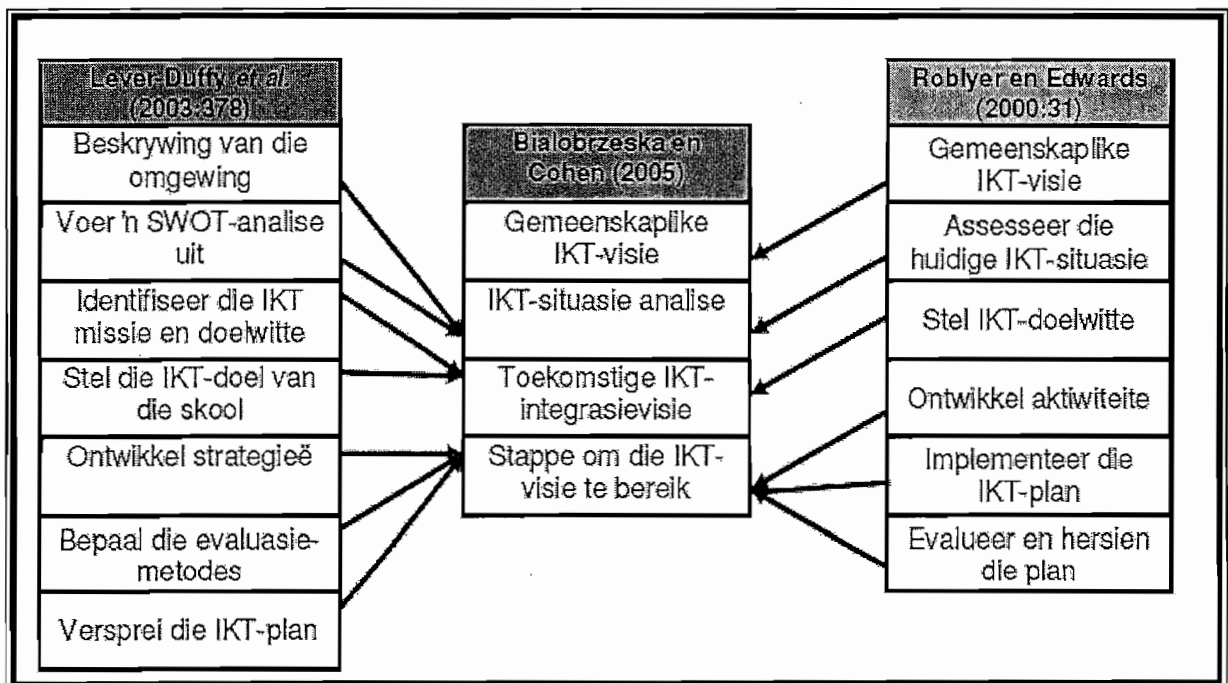 Lever-Duffy et al.
(2003:378)
Beskrywing van die
omgewing
Voer 'n SWOT-analise
uit
Identifiseer die IKT
missie en doelwitte
Stel die IKT-doel van
die skool
Ontwikkel strategieë
Bepaal die evaluasie-
metodes
Versprei die IKT-plan
Bialobrzeska en
Cohen (2005)
Gemeenskaplike
IKT-visie
IKT-situasie analise
Toekomstige IKT-
integrasievisie
Stappe om die IKT-
visie te bereik
Roblyer en Edwards
(2000:31)
Gemeenskaplike
IKT-visie
Assesseer die
huidige IKT-situasie
Stel IKT-doelwitte
Ontwikkel aktiwiteite
Implementeer die
IKT-plan
Evalueer en hersien
die plan